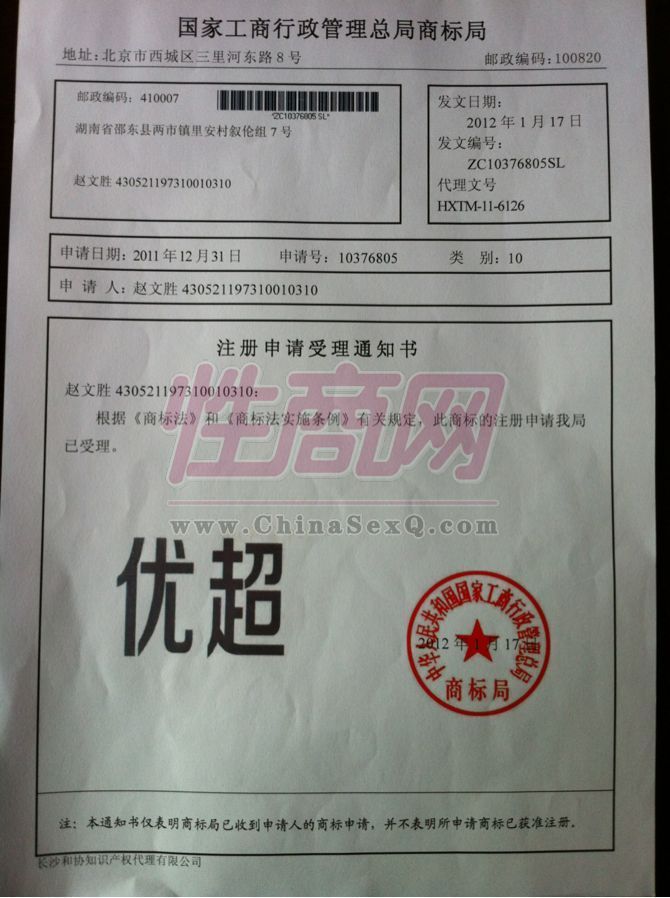 国家工商行政管理总局商标局
地址:北京市西城区三里河东路8号
邮政编码:100820
邮政编码: 410007
*ZC10376805SL*
湖南省邵东县两市镇里安村叙伦组7号
赵文胜 430521197310010310
发文日期:
2012年1月17日
发文编号:
ZC10376805SL
代理文号
HXTM-11-6126
申请日期: 2011年12月31日 申请号: 10376805 类 别: 10
申 请 人: 赵文胜 430521197310010310
注册申请受理通知书
赵文胜 430521197310010310:
根据《商标法》和《商标法实施条例》有关规定, 此商标的注册申请我局
已受理。
性商网
www.ChinaSexQ.com
优超
中华人民共和国国家工商行政管理总局
2012年1月17日
商标局
注: 本通知书仅表明商标局已收到申请人的商标申请, 并不表明所申请商标已获准注册.
长沙和协知识产权代理有限公司